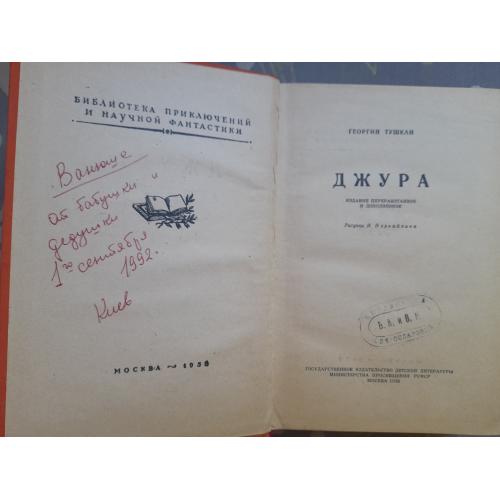 БИБЛИОТЕКА ПРИКЛЮЧЕНИЙ
И НАУЧНОЙ ФАНТАСТИКИ
Ванюше
от бабушки и
дедушки
1го сентября
1992.
Киев
МОСКВА ~ 1958
ГЕОРГИЙ ТУШКАН
ДЖУРА
ИЗДАНИЕ ПЕРЕРАБОТАННОЕ
И ДОПОЛНЕННОЕ
Рисунки И.
Б. А. и В. А.
ГОСУДАРСТВЕННОЕ ИЗДАТЕЛЬСТВО ДЕТСКОЙ ЛИТЕРАТУРЫ
МИНИСТЕРСТВА ПРОСВЕЩЕНИЯ РСФСР
МОСКВА 1958